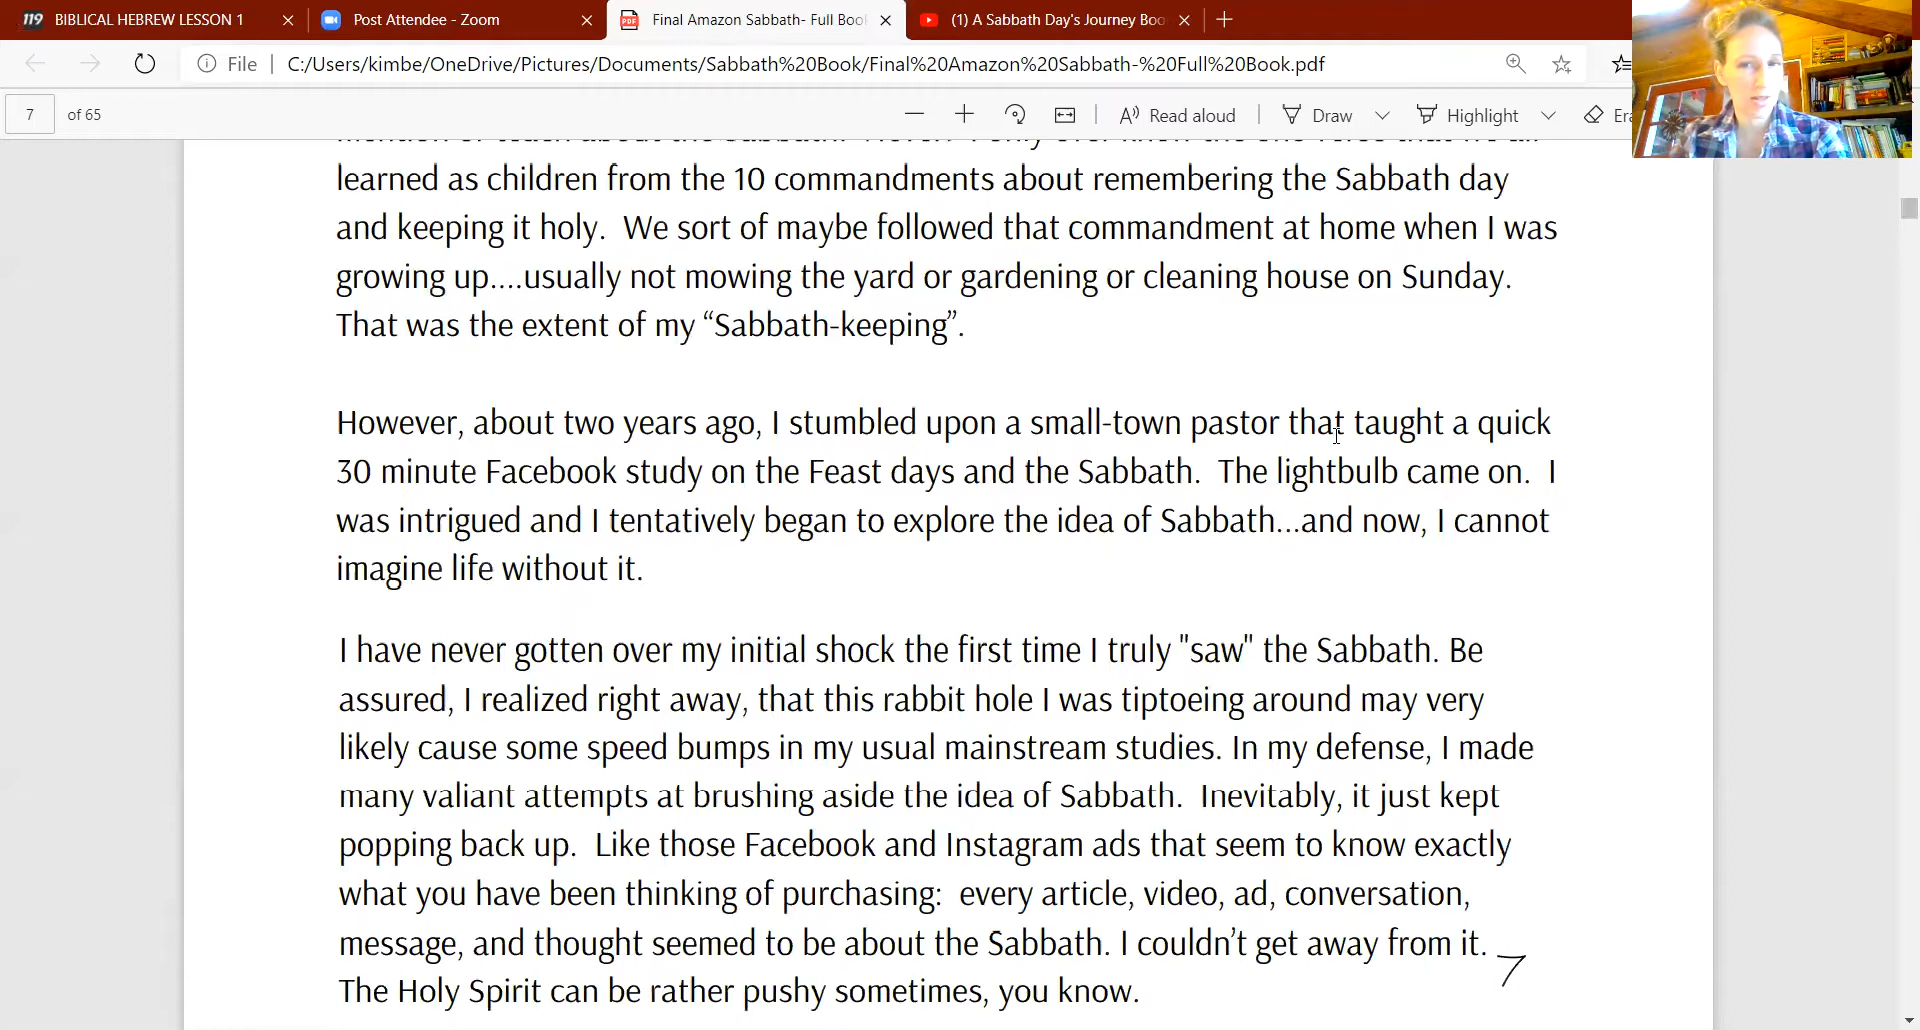 119 BIBLICAL HEBREW LESSON 1
Post Attendee - Zoom
PDF Final Amazon Sabbath- Full Boo
(1) A Sabbath Day's Journey Boo
File
C:/Users/kimbe/OneDrive/Pictures/Documents/Sabbath%20Book/Final%20Amazon%20Sabbath-%20Full%20Book.pdf
7 of 65
Read aloud
Draw
Highlight
Era
learned as children from the 10 commandments about remembering the Sabbath day
and keeping it holy.  We sort of maybe followed that commandment at home when I was
growing up....usually not mowing the yard or gardening or cleaning house on Sunday.
That was the extent of my “Sabbath-keeping”.
However, about two years ago, I stumbled upon a small-town pastor that taught a quick
30 minute Facebook study on the Feast days and the Sabbath.  The lightbulb came on.  I
was intrigued and I tentatively began to explore the idea of Sabbath...and now, I cannot
imagine life without it.
I have never gotten over my initial shock the first time I truly "saw" the Sabbath. Be
assured, I realized right away, that this rabbit hole I was tiptoeing around may very
likely cause some speed bumps in my usual mainstream studies. In my defense, I made
many valiant attempts at brushing aside the idea of Sabbath.  Inevitably, it just kept
popping back up.  Like those Facebook and Instagram ads that seem to know exactly
what you have been thinking of purchasing:  every article, video, ad, conversation,
message, and thought seemed to be about the Sabbath. I couldn’t get away from it.
The Holy Spirit can be rather pushy sometimes, you know.
7